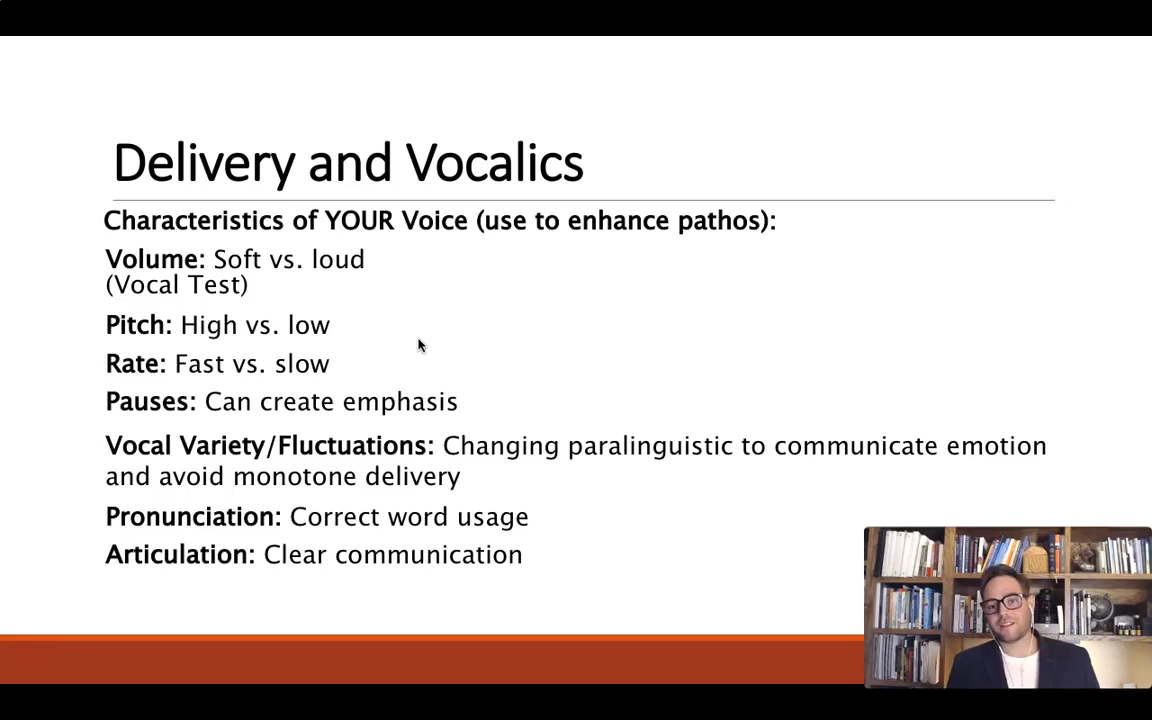 Delivery and Vocalics
Characteristics of YOUR Voice (use to enhance pathos):
Volume: Soft vs. loud
(Vocal Test)
Pitch: High vs. low
Rate: Fast vs. slow
Pauses: Can create emphasis
Vocal Variety/Fluctuations: Changing paralinguistic to communicate emotion
and avoid monotone delivery
Pronunciation: Correct word usage
Articulation: Clear communication